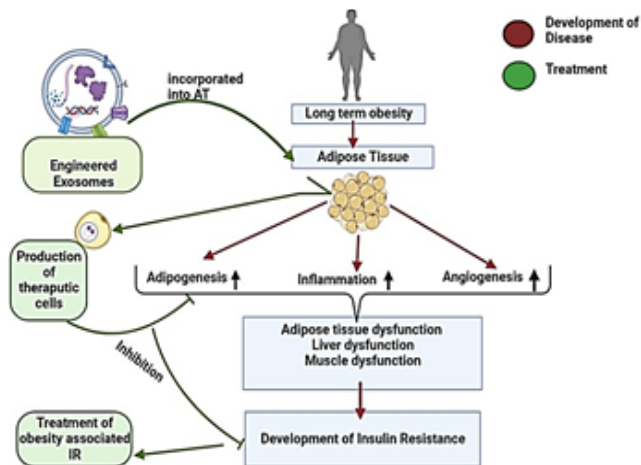 Development of
Disease
Treatment
incorporated
into AT
Long term obesity
Adipose Tissue
Engineered
Exosomes
Production
of
theraputic
cells
Adipogenesis
Inflammation
Angiogenesis
Adipose tissue dysfunction
Liver dysfunction
Muscle dysfunction
Inhibition
Treatment of
obesity associated
IR
Development of Insulin Resistance